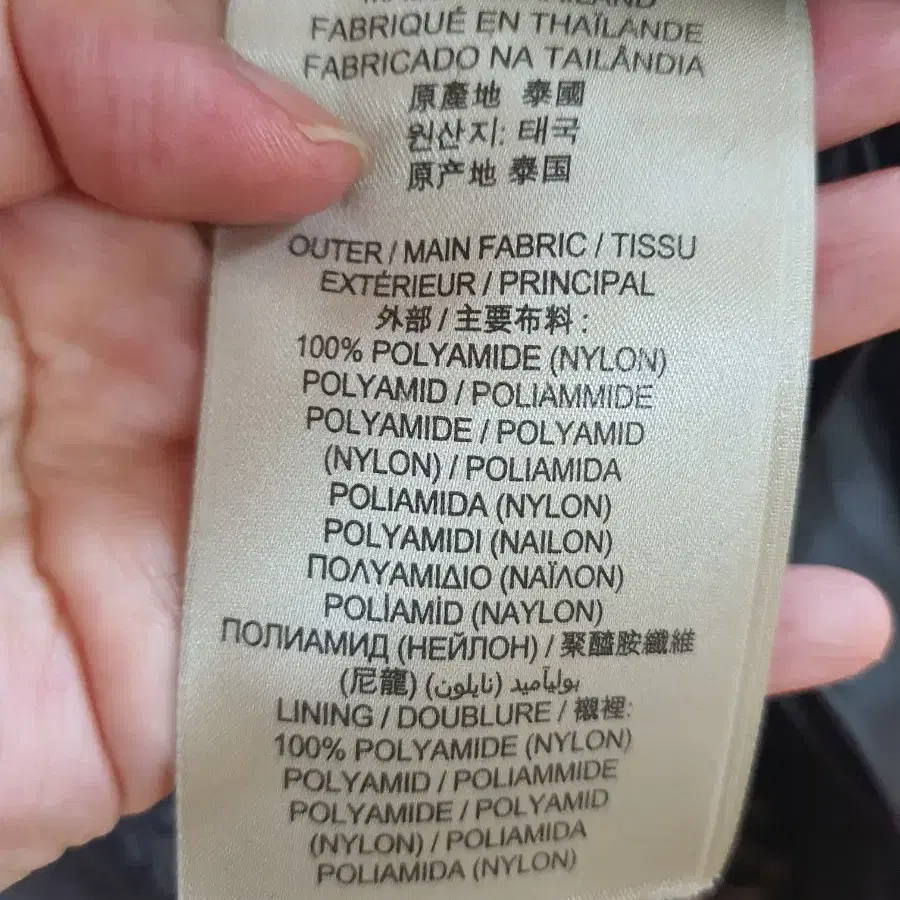 FABRIQUÉ EN THAÏLANDE
FABRICADO NA TAILÂNDIA
原產地 泰國
원산지: 태국
原产地 泰国
OUTER / MAIN FABRIC / TISSU
EXTÉRIEUR / PRINCIPAL
外部 / 主要布料 :
100% POLYAMIDE (NYLON)
POLYAMID / POLIAMMIDE
POLYAMIDE / POLYAMID
(NYLON) / POLIAMIDA
POLIAMIDA (NYLON)
POLYAMIDI (NAILON)
ΠΟΛΥΑΜΙΔΙΟ (ΝΑΪΛΟΝ)
POLİAMİD (NAYLON)
ПОЛИАМИД (НЕЙЛОН) / 聚醯胺纖維
(尼龍) بوليآميد (نايلون)
LINING / DOUBLURE / 襯裡:
100% POLYAMIDE (NYLON)
POLYAMID / POLIAMMIDE
POLYAMIDE / POLYAMID
(NYLON) / POLIAMIDA
POLIAMIDA (NYLON)